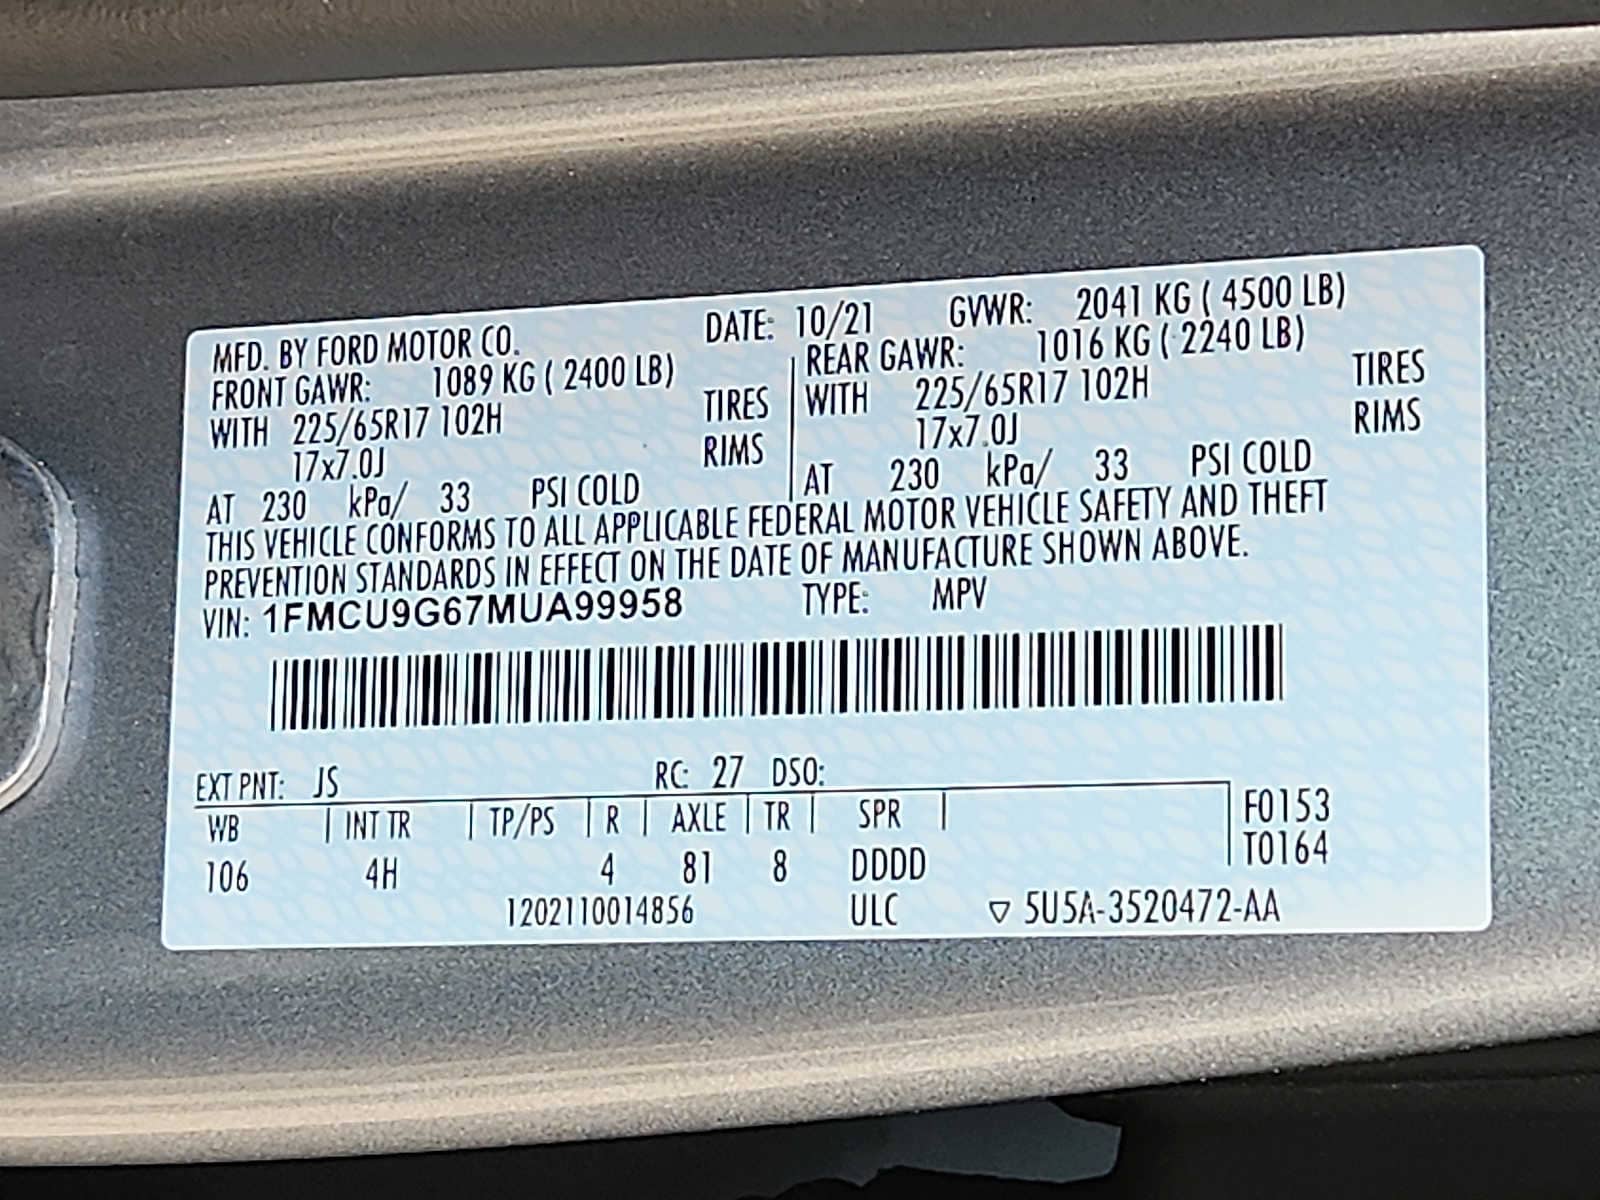 MFD. BY FORD MOTOR CO. DATE: 10/21 GVWR: 2041 KG ( 4500 LB)
FRONT GAWR: 1089 KG ( 2400 LB) REAR GAWR: 1016 KG ( 2240 LB)
WITH 225/65R17 102H TIRES WITH 225/65R17 102H TIRES
17x7.0J RIMS 17x7.0J RIMS
AT 230 kPa/ 33 PSI COLD AT 230 kPa/ 33 PSI COLD
THIS VEHICLE CONFORMS TO ALL APPLICABLE FEDERAL MOTOR VEHICLE SAFETY AND THEFT
PREVENTION STANDARDS IN EFFECT ON THE DATE OF MANUFACTURE SHOWN ABOVE.
VIN: 1FMCU9G67MUA99958 TYPE: MPV
EXT PNT: JS RC: 27 DSO:
WB INT TR TP/PS R AXLE TR SPR F0153
106 4H 4 81 8 DDDD T0164
1202110014856 ULC ▽ 5U5A-3520472-AA